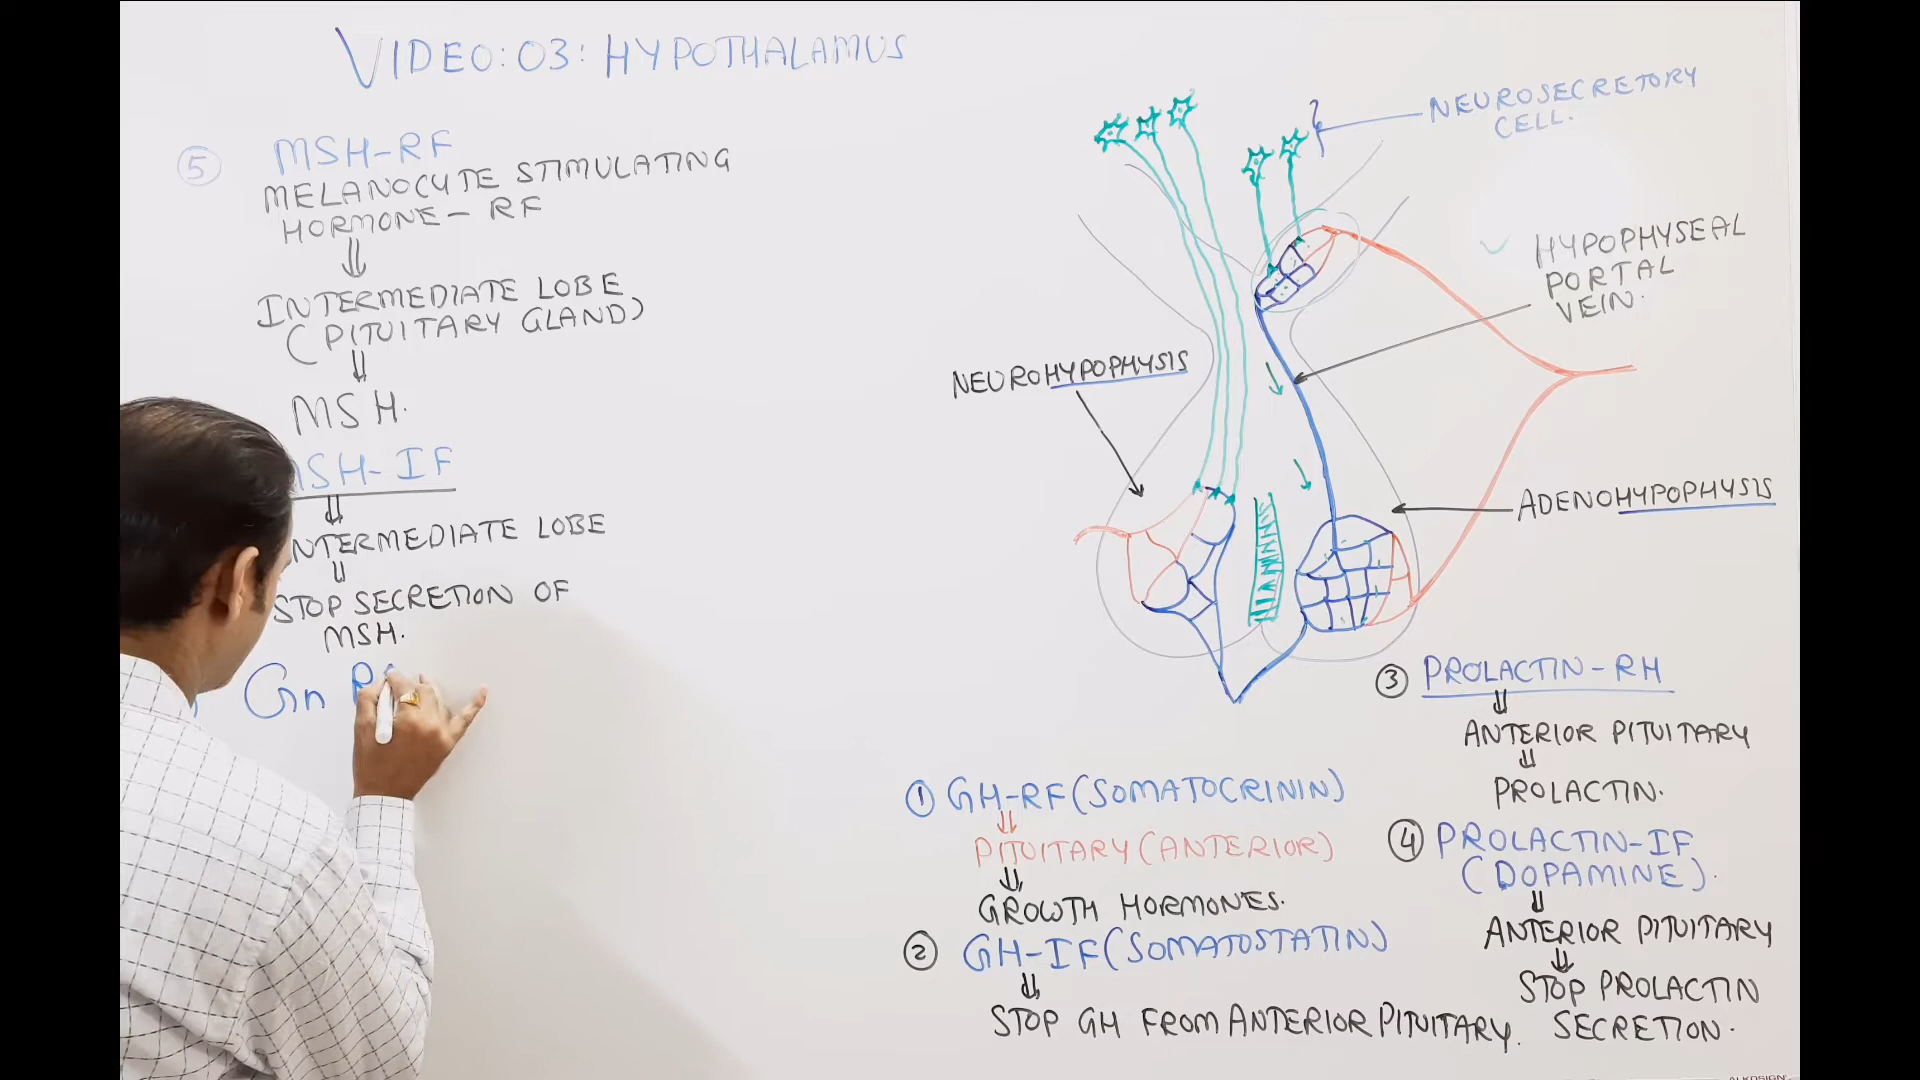 VIDEO:03: HYPOTHALAMUS
5 MSH-RF
MELANOCYTE STIMULATING
HORMONE - RF
INTERMEDIATE LOBE
(PITUITARY GLAND)
MSH.
MSH-IF
INTERMEDIATE LOBE
STOP SECRETION OF
MSH.
Gn
NEUROSECRETORY
CELL.
HYPOPHYSEAL
PORTAL
VEIN.
NEUROHYPOPHYSIS
ADENOHYPOPHYSIS
1 GH-RF(SOMATOCRININ)
PITUITARY(ANTERIOR)
GROWTH HORMONES.
2 GH-IF(SOMATOSTATIN)
STOP GH FROM ANTERIOR PITUITARY.
3 PROLACTIN-RH
ANTERIOR PITUITARY
PROLACTIN.
4 PROLACTIN-IF
(DOPAMINE).
ANTERIOR PITUITARY
STOP PROLACTIN
SECRETION.